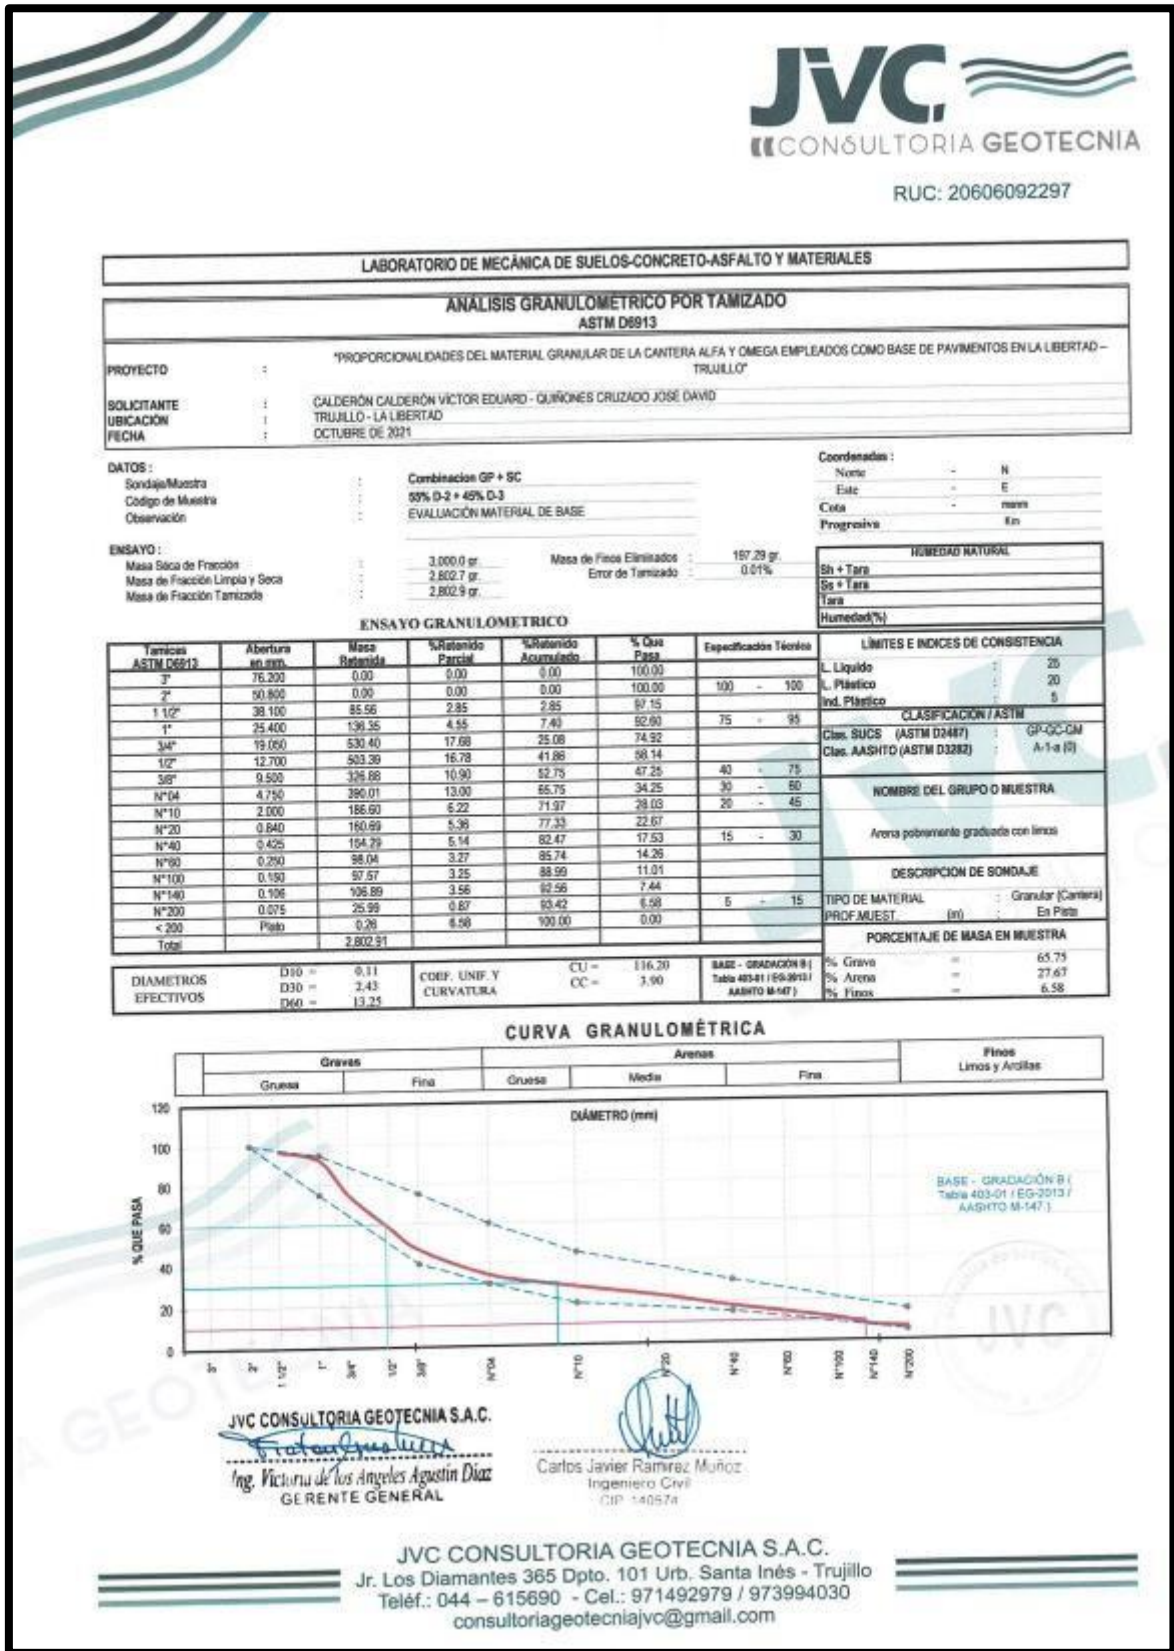 JVC
CONSULTORIA GEOTECNIA
RUC: 20606092297
LABORATORIO DE MECÁNICA DE SUELOS-CONCRETO-ASFALTO Y MATERIALES
ANÁLISIS GRANULOMÉTRICO POR TAMIZADO
ASTM D6913
PROYECTO : "PROPORCIONALIDADES DEL MATERIAL GRANULAR DE LA CANTERA ALFA Y OMEGA EMPLEADOS COMO BASE DE PAVIMENTOS EN LA LIBERTAD – TRUJILLO"
SOLICITANTE : CALDERÓN CALDERÓN VÍCTOR EDUARD - QUIÑONES CRUZADO JOSÉ DAVID
UBICACIÓN : TRUJILLO - LA LIBERTAD
FECHA : OCTUBRE DE 2021
DATOS :
Sondaje/Muestra : Combinacion GP + SC
Código de Muestra : 55% D-2 + 45% D-3
Observación : EVALUACIÓN MATERIAL DE BASE
Coordenadas :
Norte - N
Este - E
Cota - msnm
Progresiva Km
ENSAYO :
Masa Seca de Fracción : 3,000.0 gr.
Masa de Fracción Limpia y Seca : 2,802.7 gr.
Masa de Fracción Tamizada : 2,802.9 gr.
Masa de Finos Eliminados : 197.29 gr.
Error de Tamizado : 0.01%
HUMEDAD NATURAL
Sh + Tara
Ss + Tara
Tara
Humedad(%)
ENSAYO GRANULOMETRICO
Tamices ASTM D6913 Abertura en mm. Masa Retenida %Retenido Parcial %Retenido Acumulado % Que Pasa Especificación Técnica
3" 76.200 0.00 0.00 0.00 100.00
2" 50.800 0.00 0.00 0.00 100.00 100 - 100
1 1/2" 38.100 85.56 2.85 2.85 97.15
1" 25.400 136.35 4.55 7.40 92.60 75 - 95
3/4" 19.050 530.40 17.68 25.08 74.92
1/2" 12.700 503.39 16.78 41.86 58.14
3/8" 9.500 326.88 10.90 52.75 47.25 40 - 75
N°04 4.750 390.01 13.00 65.75 34.25 30 - 60
N°10 2.000 186.60 6.22 71.97 28.03 20 - 45
N°20 0.840 160.69 5.36 77.33 22.67
N°40 0.425 154.29 5.14 82.47 17.53 15 - 30
N°60 0.250 98.04 3.27 85.74 14.26
N°100 0.150 97.57 3.25 88.99 11.01
N°140 0.106 106.89 3.56 92.56 7.44
N°200 0.075 25.99 0.87 93.42 6.58 5 - 15
< 200 Plato 0.26 6.58 100.00 0.00
Total 2,802.91
LÍMITES E INDICES DE CONSISTENCIA
L. Liquido : 25
L. Plástico : 20
Ind. Plástico : 5
CLASIFICACIÓN / ASTM
Clas. SUCS (ASTM D2487) : GP-GC-GM
Clas. AASHTO (ASTM D3282) : A-1-a (0)
NOMBRE DEL GRUPO O MUESTRA
Arena pobremente graduada con limos
DESCRIPCIÓN DE SONDAJE
TIPO DE MATERIAL : Granular (Cantera)
PROF.MUEST. (m) : En Pista
PORCENTAJE DE MASA EN MUESTRA
% Grava = 65.75
% Arena = 27.67
% Finos = 6.58
DIAMETROS EFECTIVOS
D10 = 0.11
D30 = 2.43
D60 = 13.25
COEF. UNIF. Y CURVATURA
CU = 116.20
CC = 3.90
BASE - GRADACIÓN B ( Tabla 403-01 / EG-2013 / AASHTO M-147 )
CURVA GRANULOMÉTRICA
Gravas Arenas Finos
Gruesa Fina Gruesa Media Fina Limos y Arcillas
DIÁMETRO (mm)
% QUE PASA
120
100
80
60
40
20
0
BASE - GRADACIÓN B (
Tabla 403-01 / EG-2013 /
AASHTO M-147 )
3" 2" 1 1/2" 1" 3/4" 1/2" 3/8" N°04 N°10 N°20 N°40 N°60 N°100 N°140 N°200
JVC
JVC CONSULTORIA GEOTECNIA S.A.C.
Ing. Victoria de los Angeles Agustín Díaz
GERENTE GENERAL
Carlos Javier Ramirez Muñoz
Ingeniero Civil
CIP 140574
JVC CONSULTORIA GEOTECNIA S.A.C.
Jr. Los Diamantes 365 Dpto. 101 Urb. Santa Inés - Trujillo
Teléf.: 044 – 615690 - Cel.: 971492979 / 973994030
consultoriageotecniajvc@gmail.com